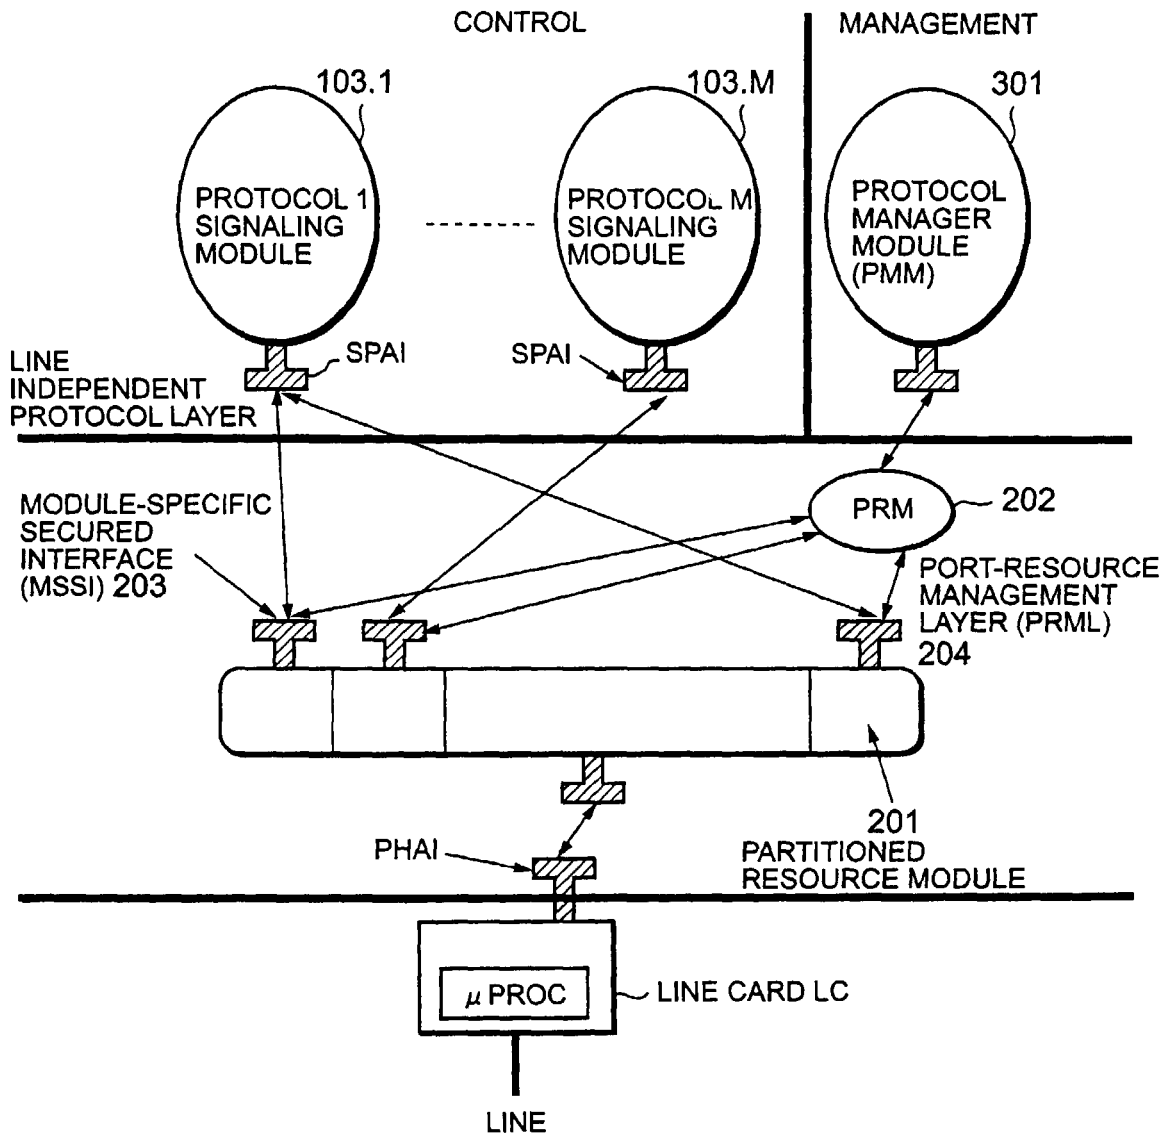 CONTROL
MANAGEMENT
103.1
103.M
301
PROTOCOL 1
SIGNALING
MODULE
PROTOCOL M
SIGNALING
MODULE
PROTOCOL
MANAGER
MODULE
(PMM)
SPAI
SPAI
LINE
INDEPENDENT
PROTOCOL LAYER
MODULE-SPECIFIC
SECURED
INTERFACE
(MSSI) 203
PRM
202
PORT-RESOURCE
MANAGEMENT
LAYER (PRML)
204
201
PARTITIONED
RESOURCE MODULE
PHAI
μ PROC
LINE CARD LC
LINE